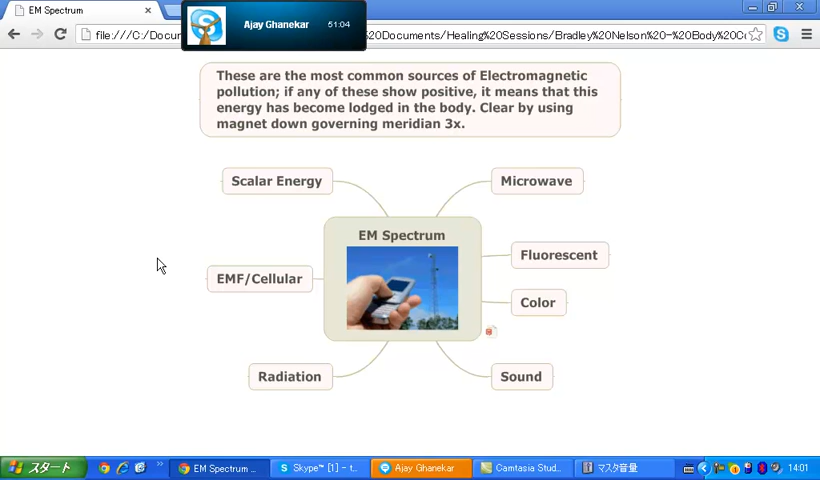 EM Spectrum
Ajay Ghanekar
51:04
file:///C:/Docum
%20Documents/Healing%20Sessions/Bradley%20Nelson%20-%20Body%20Co
These are the most common sources of Electromagnetic
pollution; if any of these show positive, it means that this
energy has become lodged in the body. Clear by using
magnet down governing meridian 3x.
Scalar Energy
Microwave
EM Spectrum
Fluorescent
EMF/Cellular
Color
Radiation
Sound
スタート
EM Spectrum ...
Skype™ [1] - t...
Ajay Ghanekar
Camtasia Stud...
マスタ音量
14:01